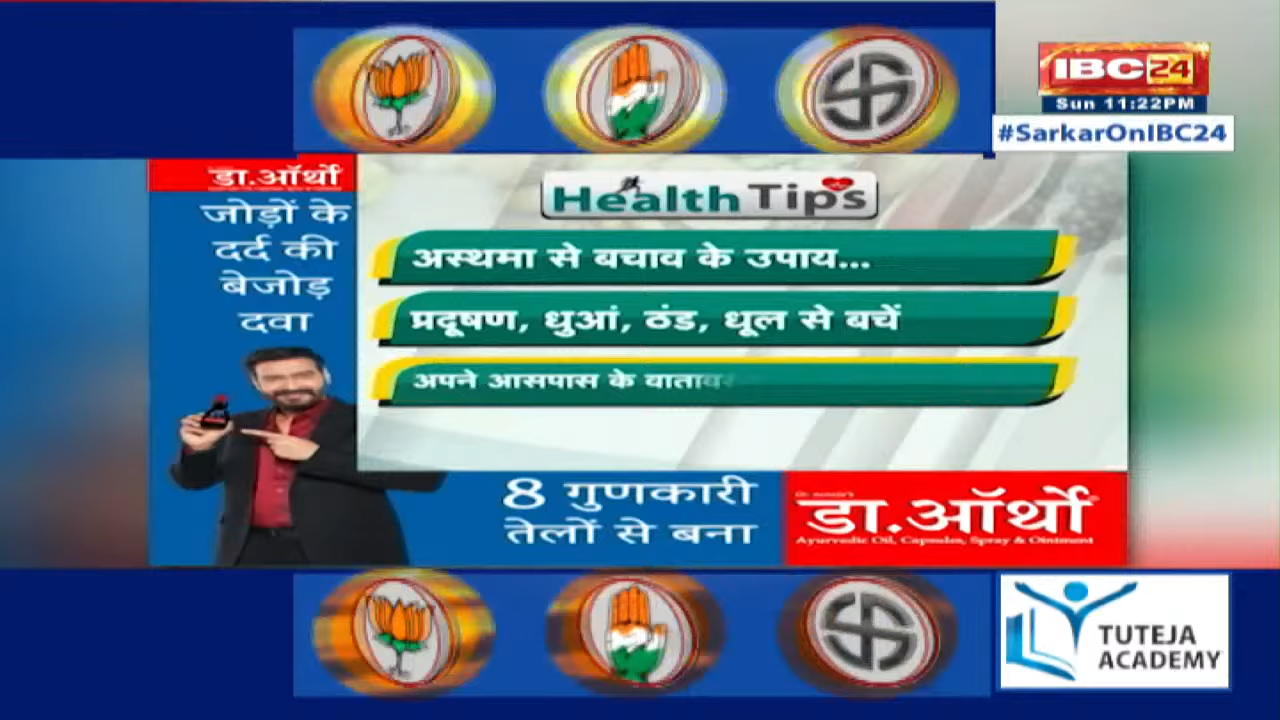 IBC24
Sun 11:22PM
#SarkarOnIBC24
डा.ऑर्थो
जोड़ों के
दर्द की
बेजोड़
दवा
Health Tips
अस्थमा से बचाव के उपाय...
प्रदूषण, धुआं, ठंड, धूल से बचें
अपने आसपास के
8 गुणकारी
तेलों से बना
डा.ऑर्थो
Ayurvedic Oil, Capsules, Spray & Ointment
TUTEJA
ACADEMY